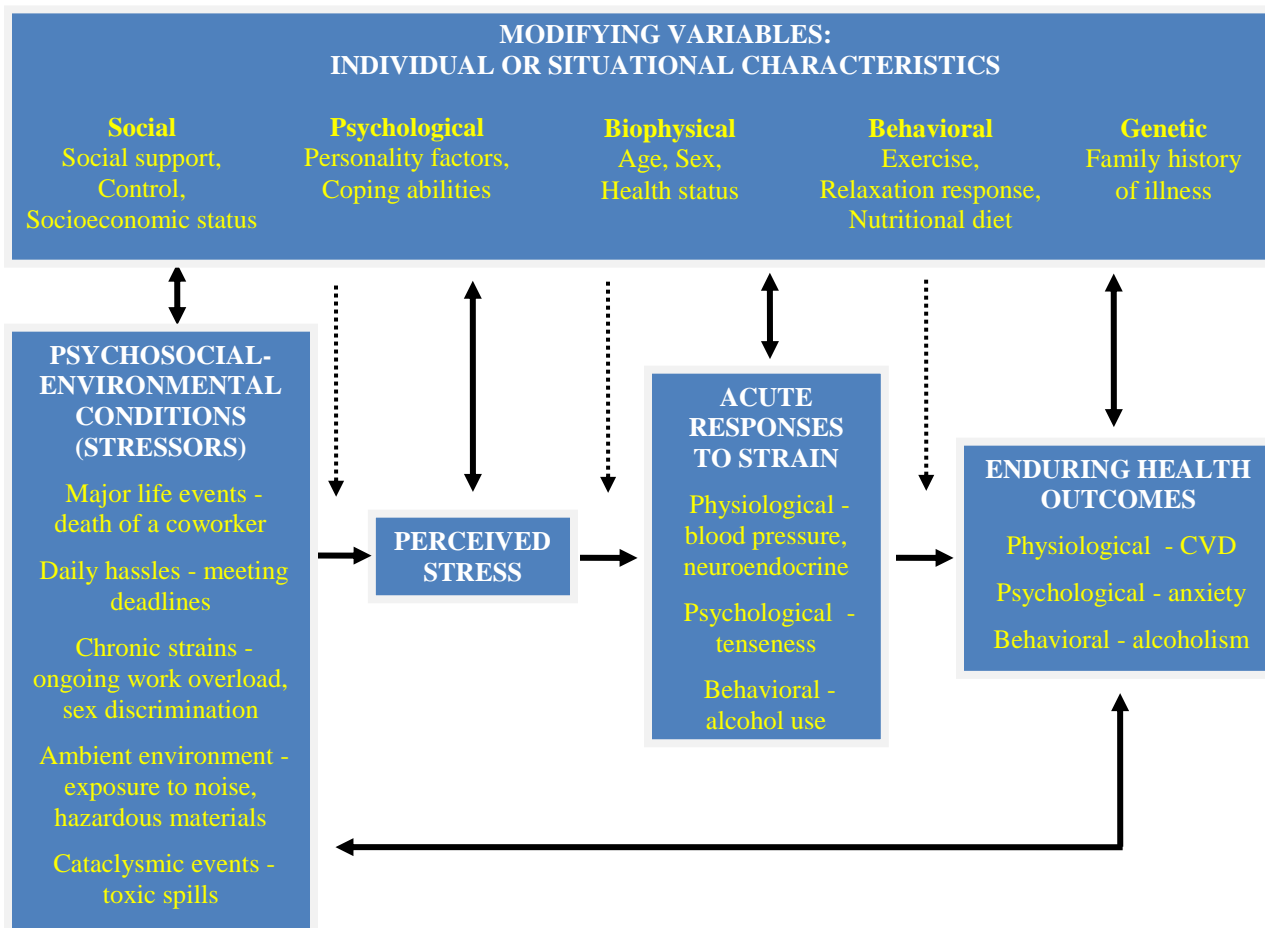 MODIFYING VARIABLES:
INDIVIDUAL OR SITUATIONAL CHARACTERISTICS
Social
Social support,
Control,
Socioeconomic status
Psychological
Personality factors,
Coping abilities
Biophysical
Age, Sex,
Health status
Behavioral
Exercise,
Relaxation response,
Nutritional diet
Genetic
Family history
of illness
PSYCHOSOCIAL-
ENVIRONMENTAL
CONDITIONS
(STRESSORS)
Major life events -
death of a coworker
Daily hassles - meeting
deadlines
Chronic strains -
ongoing work overload,
sex discrimination
Ambient environment -
exposure to noise,
hazardous materials
Cataclysmic events -
toxic spills
PERCEIVED
STRESS
ACUTE
RESPONSES
TO STRAIN
Physiological -
blood pressure,
neuroendocrine
Psychological -
tenseness
Behavioral -
alcohol use
ENDURING HEALTH
OUTCOMES
Physiological - CVD
Psychological - anxiety
Behavioral - alcoholism